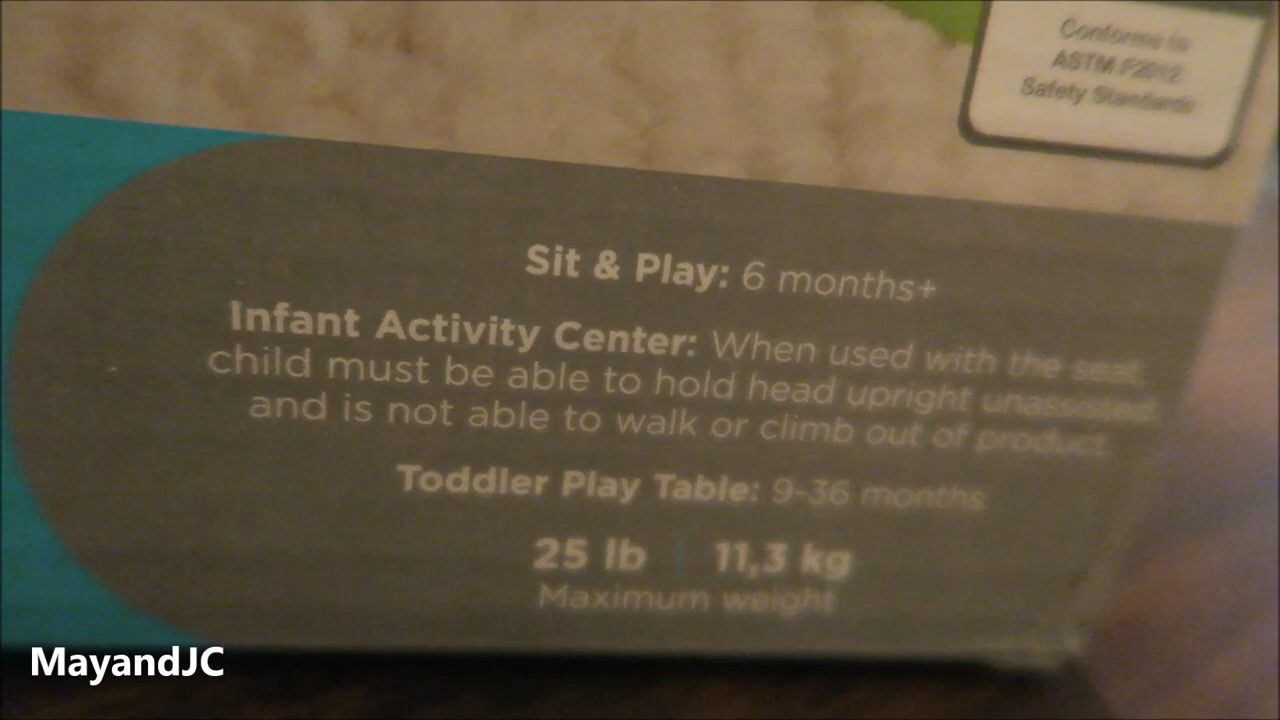 Conforms to
ASTM F2012
Safety Standards
Sit & Play: 6 months+
Infant Activity Center: When used with the seat,
child must be able to hold head upright unassisted
and is not able to walk or climb out of product.
Toddler Play Table: 9-36 months
25 lb | 11,3 kg
Maximum weight
MayandJC